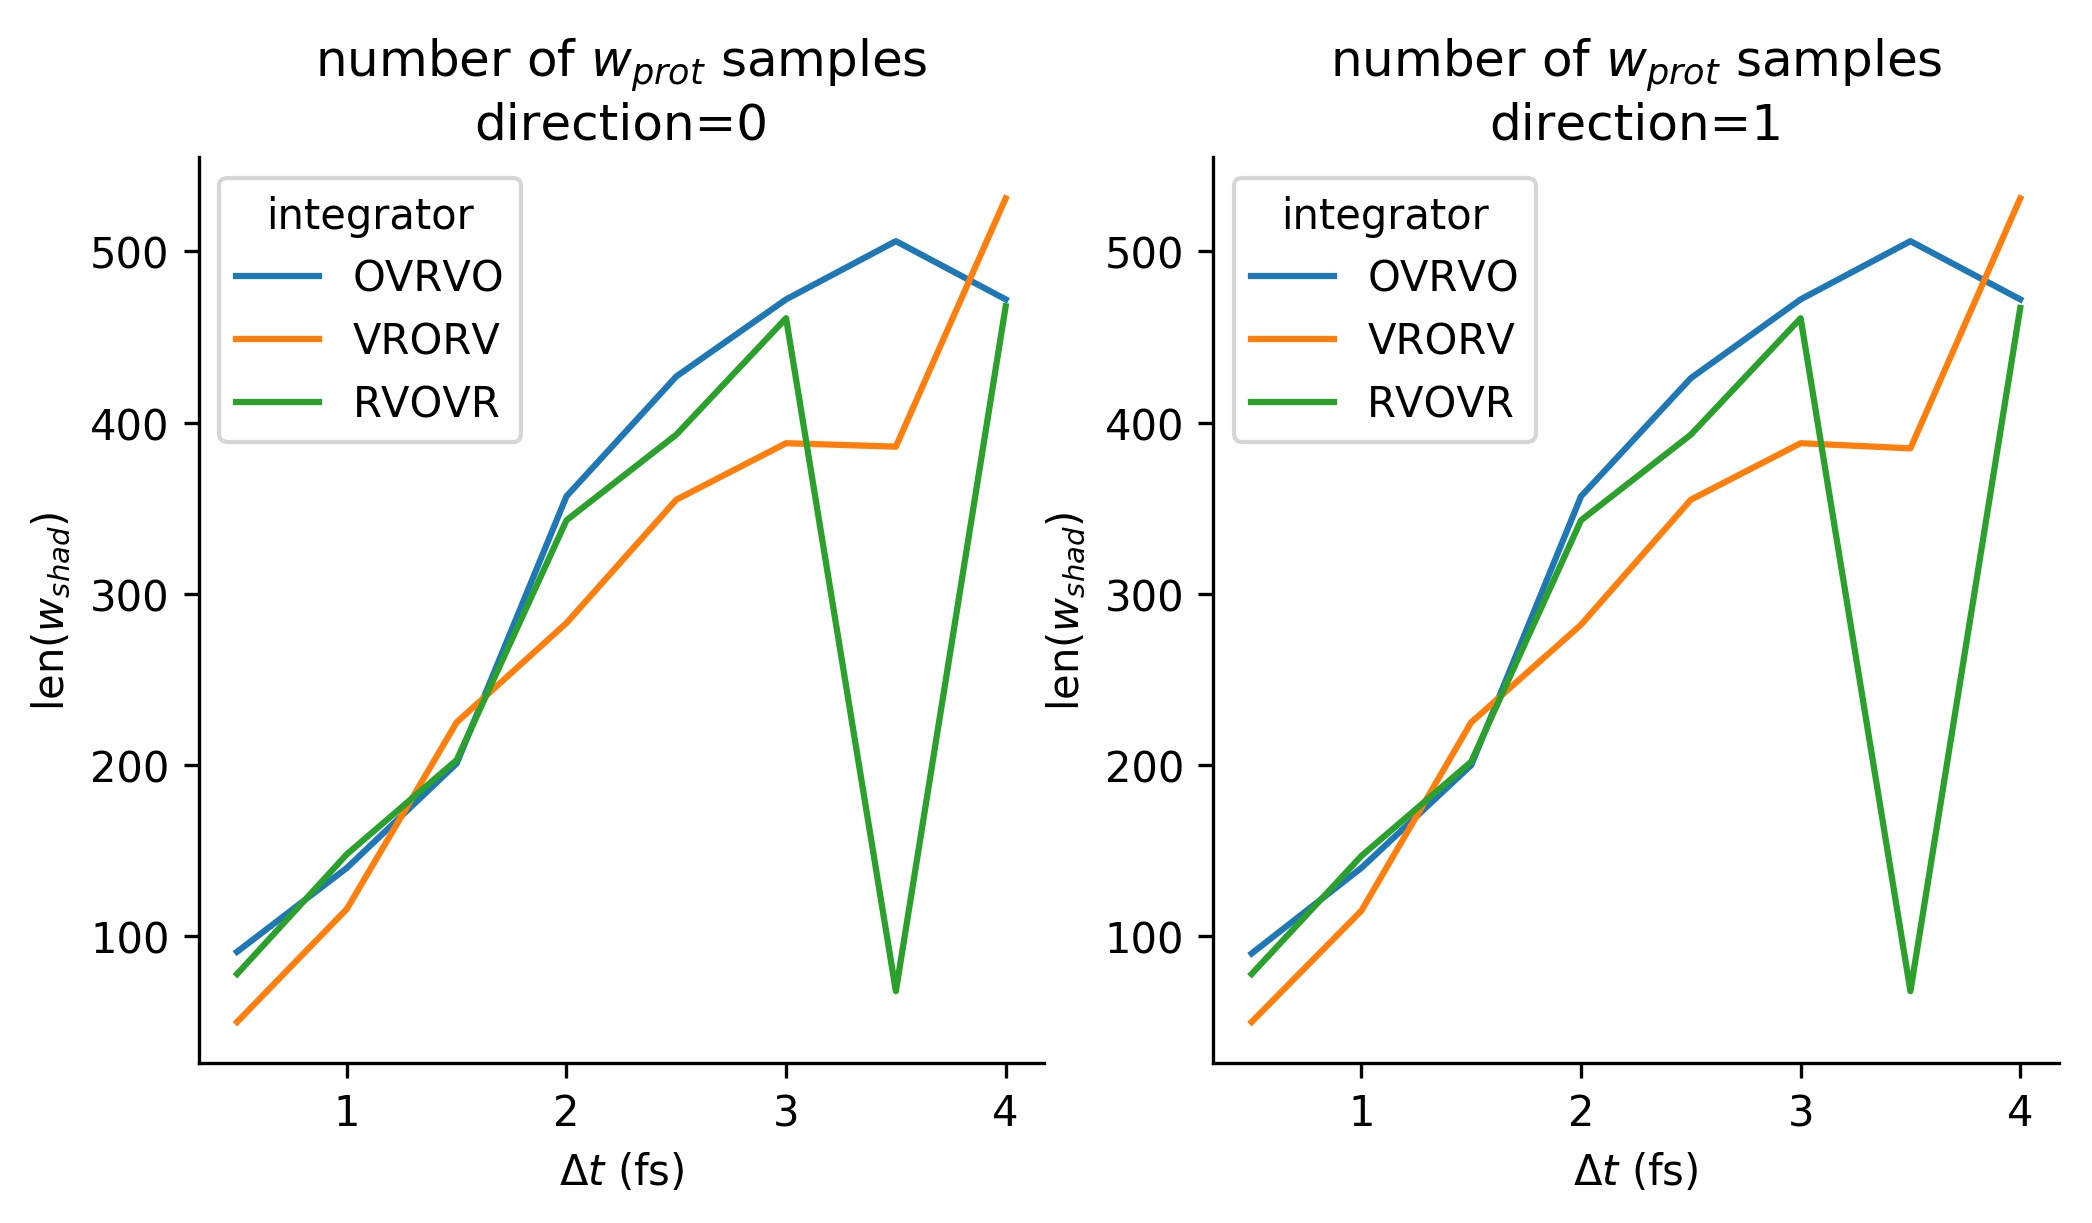 number of w_prot samples
direction=0
integrator
OVRVO
VRORV
RVOVR
500
400
300
200
100
len(w_shad)
1 2 3 4
Δt (fs)
number of w_prot samples
direction=1
integrator
OVRVO
VRORV
RVOVR
500
400
300
200
100
len(w_shad)
1 2 3 4
Δt (fs)